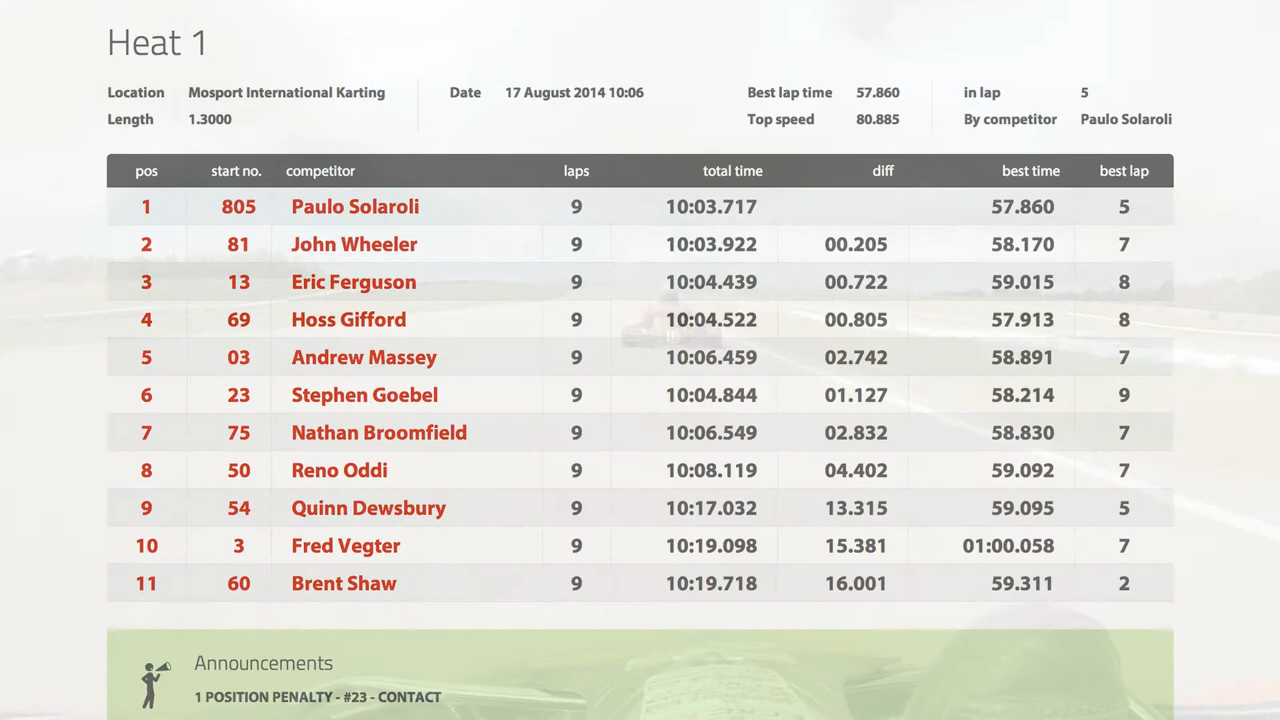 Heat 1
Location Mosport International Karting Date 17 August 2014 10:06 Best lap time 57.860 in lap 5
Length 1.3000 Top speed 80.885 By competitor Paulo Solaroli
pos start no. competitor laps total time diff best time best lap
1 805 Paulo Solaroli 9 10:03.717 57.860 5
2 81 John Wheeler 9 10:03.922 00.205 58.170 7
3 13 Eric Ferguson 9 10:04.439 00.722 59.015 8
4 69 Hoss Gifford 9 10:04.522 00.805 57.913 8
5 03 Andrew Massey 9 10:06.459 02.742 58.891 7
6 23 Stephen Goebel 9 10:04.844 01.127 58.214 9
7 75 Nathan Broomfield 9 10:06.549 02.832 58.830 7
8 50 Reno Oddi 9 10:08.119 04.402 59.092 7
9 54 Quinn Dewsbury 9 10:17.032 13.315 59.095 5
10 3 Fred Vegter 9 10:19.098 15.381 01:00.058 7
11 60 Brent Shaw 9 10:19.718 16.001 59.311 2
Announcements
1 POSITION PENALTY - #23 - CONTACT